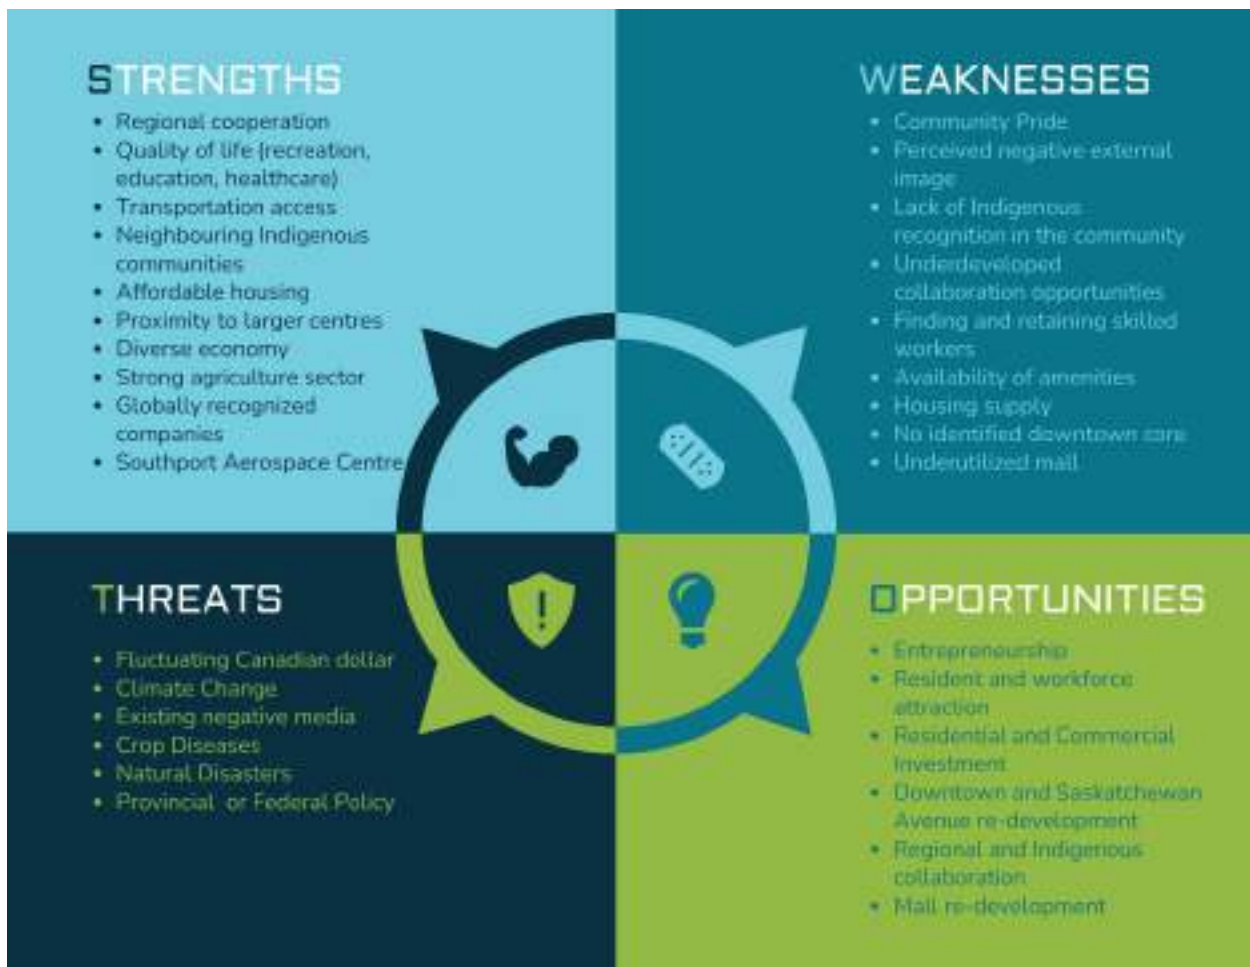 STRENGTHS
• Regional cooperation
• Quality of life (recreation,
education, healthcare)
• Transportation access
• Neighbouring Indigenous
communities
• Affordable housing
• Proximity to larger centres
• Diverse economy
• Strong agriculture sector
• Globally recognized
companies
• Southport Aerospace Centre
WEAKNESSES
• Community Pride
• Perceived negative external
image
• Lack of Indigenous
recognition in the community
• Underdeveloped
collaboration opportunities
• Finding and retaining skilled
workers
• Availability of amenities
• Housing supply
• No identified downtown core
• Underutilized mall
THREATS
• Fluctuating Canadian dollar
• Climate Change
• Existing negative media
• Crop Diseases
• Natural Disasters
• Provincial or Federal Policy
OPPORTUNITIES
• Entrepreneurship
• Resident and workforce
attraction
• Residential and Commercial
Investment
• Downtown and Saskatchewan
Avenue re-development
• Regional and Indigenous
collaboration
• Mall re-development